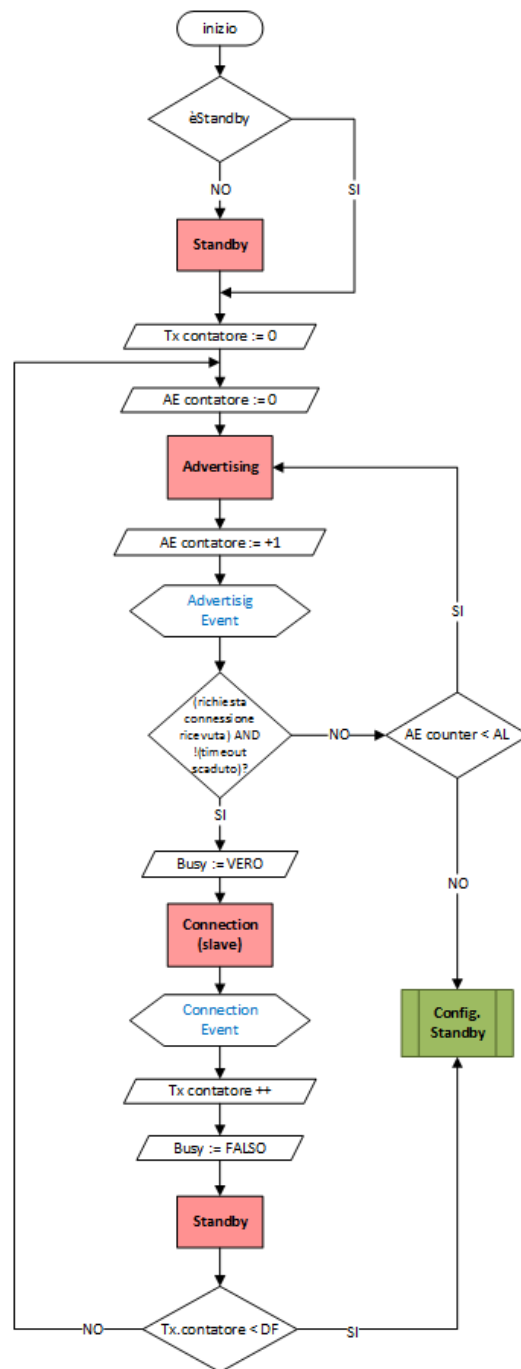 inizio
èStandby
NO
SI
Standby
Tx contatore := 0
AE contatore := 0
Advertising
AE contatore := +1
Advertisig
Event
SI
(richiesta
connessione
ricevuta) AND
!(timeout
scaduto)?
NO
AE counter < AL
SI
Busy := VERO
NO
Connection
(slave)
Connection
Event
Config.
Standby
Tx contatore ++
Busy := FALSO
Standby
NO
Tx.contatore < DF
SI